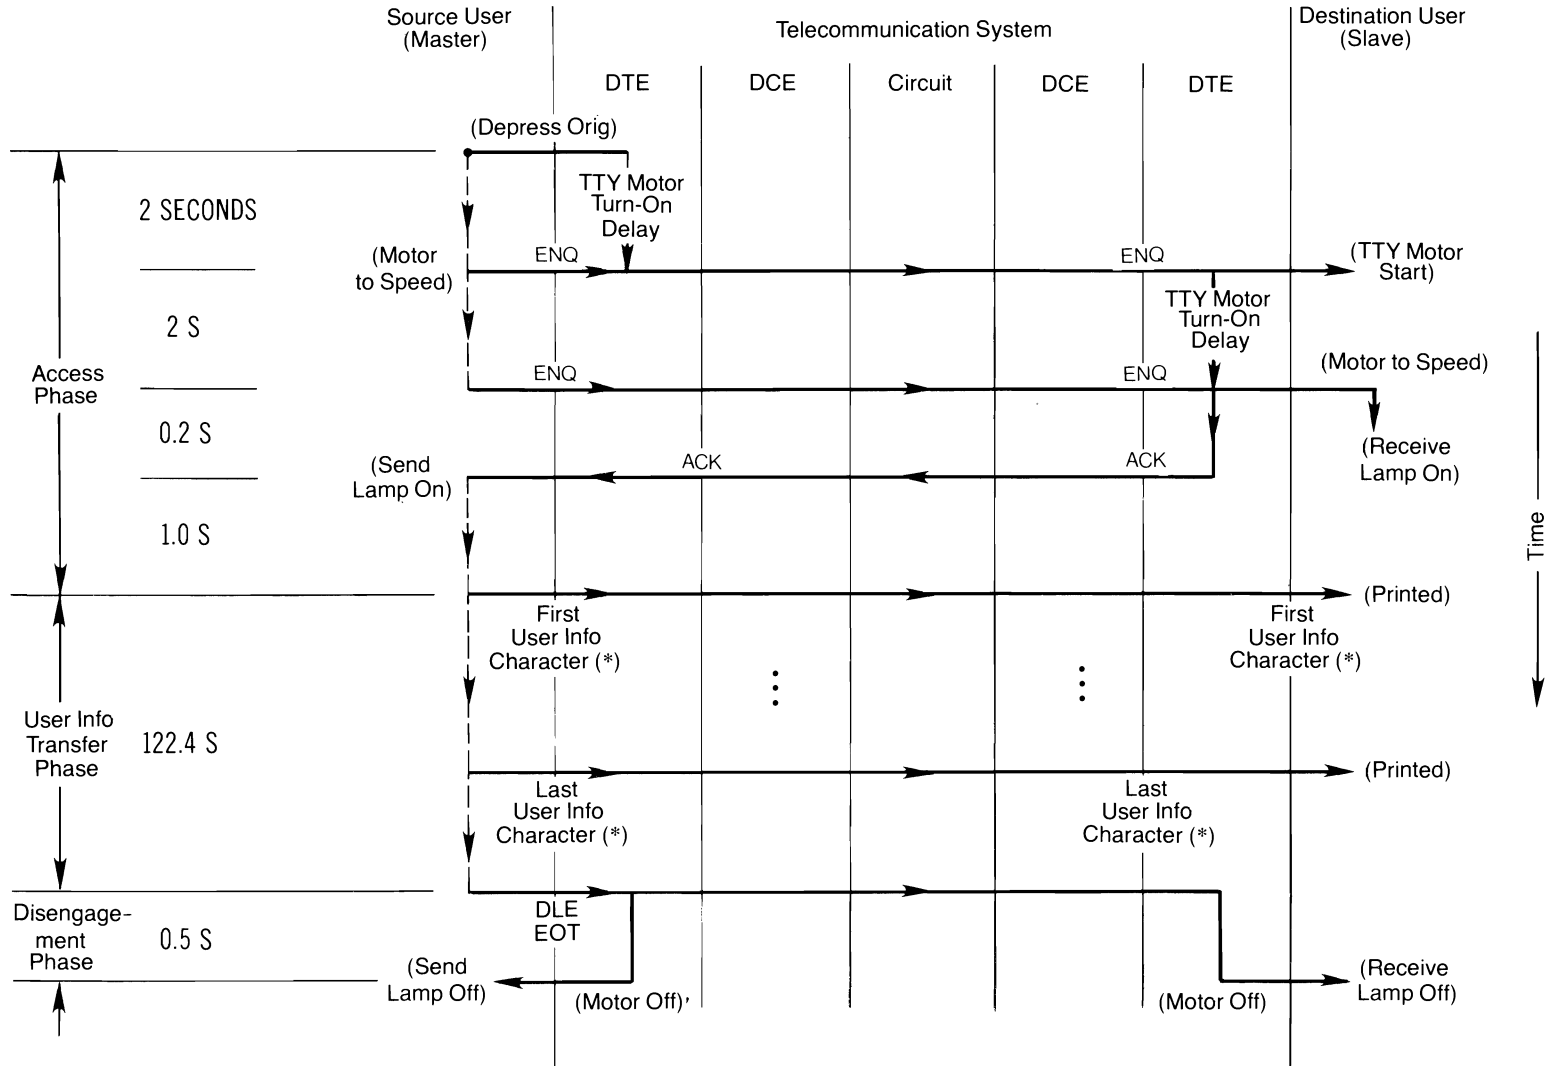 Source User
(Master)
Telecommunication System
Destination User
(Slave)
DTE
DCE
Circuit
DCE
DTE
(Depress Orig)
TTY Motor
Turn-On
Delay
2 SECONDS
(Motor
to Speed)
ENQ
ENQ
(TTY Motor
Start)
TTY Motor
Turn-On
Delay
2 S
Access
Phase
ENQ
ENQ
(Motor to Speed)
0.2 S
(Receive
Lamp On)
(Send
Lamp On)
ACK
ACK
1.0 S
Time
(Printed)
First
User Info
Character (*)
First
User Info
Character (*)
User Info
Transfer
Phase
122.4 S
(Printed)
Last
User Info
Character (*)
Last
User Info
Character (*)
Disengage-
ment
Phase
0.5 S
DLE
EOT
(Send
Lamp Off)
(Motor Off)
(Motor Off)
(Receive
Lamp Off)